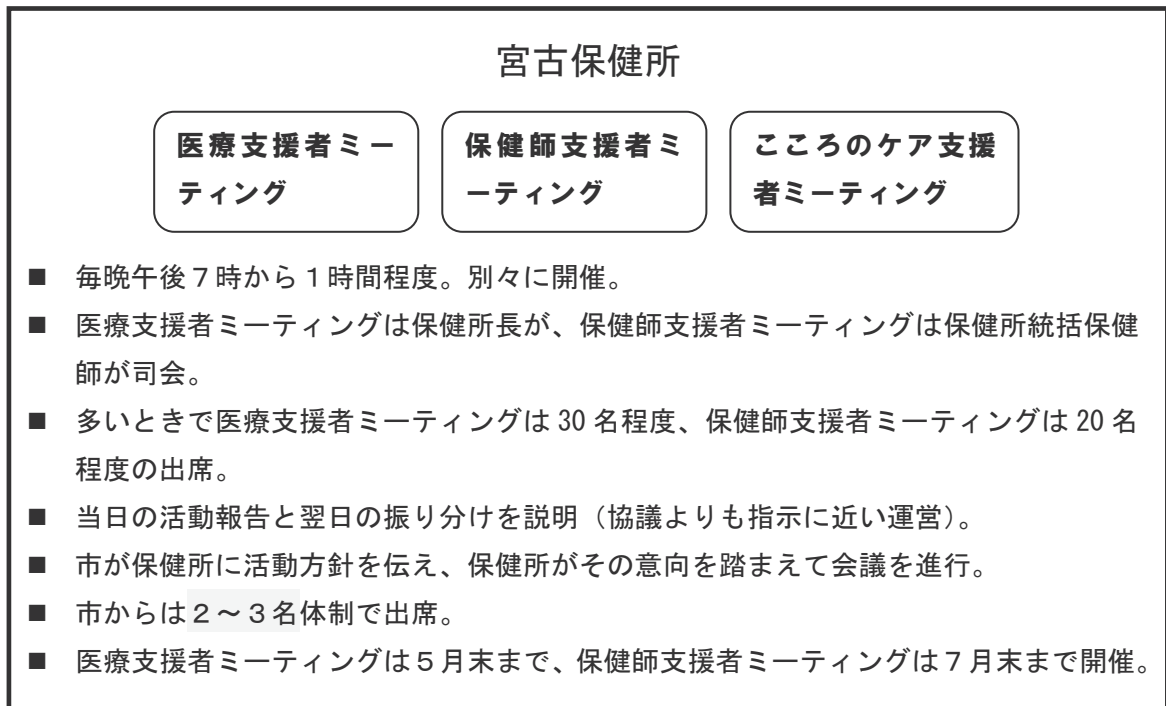 宮古保健所
医療支援者ミー
ティング
保健師支援者ミ
ーティング
こころのケア支援
者ミーティング
■ 毎晩午後７時から１時間程度。別々に開催。
■ 医療支援者ミーティングは保健所長が、保健師支援者ミーティングは保健所統括保健
師が司会。
■ 多いときで医療支援者ミーティングは 30 名程度、保健師支援者ミーティングは 20 名
程度の出席。
■ 当日の活動報告と翌日の振り分けを説明（協議よりも指示に近い運営）。
■ 市が保健所に活動方針を伝え、保健所がその意向を踏まえて会議を進行。
■ 市からは２～３名体制で出席。
■ 医療支援者ミーティングは５月末まで、保健師支援者ミーティングは７月末まで開催。